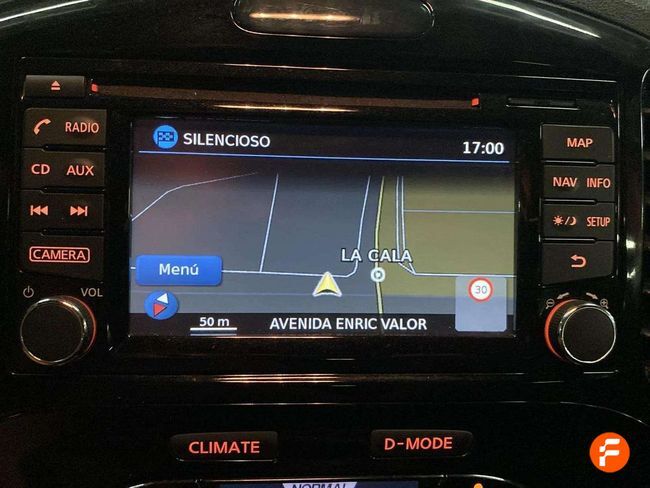 RADIO
CD AUX
CAMERA
VOL
SILENCIOSO
17:00
LA CALA
Menú
30
50 m
AVENIDA ENRIC VALOR
MAP
NAV INFO
SETUP
CLIMATE
D-MODE
NORMAL